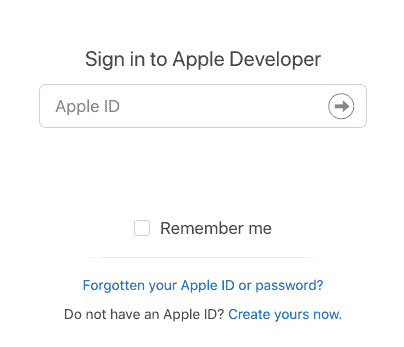 Sign in to Apple Developer
Apple ID
Remember me
Forgotten your Apple ID or password?
Do not have an Apple ID? Create yours now.